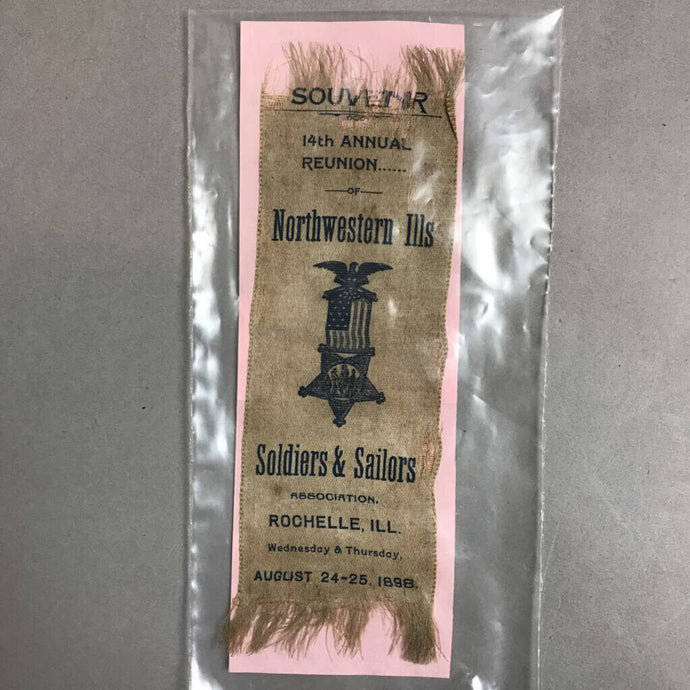 SOUVENIR
14th ANNUAL
REUNION......
OF
Northwestern Ills
Soldiers & Sailors
ASSOCIATION.
ROCHELLE, ILL.
Wednesday & Thursday,
AUGUST 24-25, 1898.